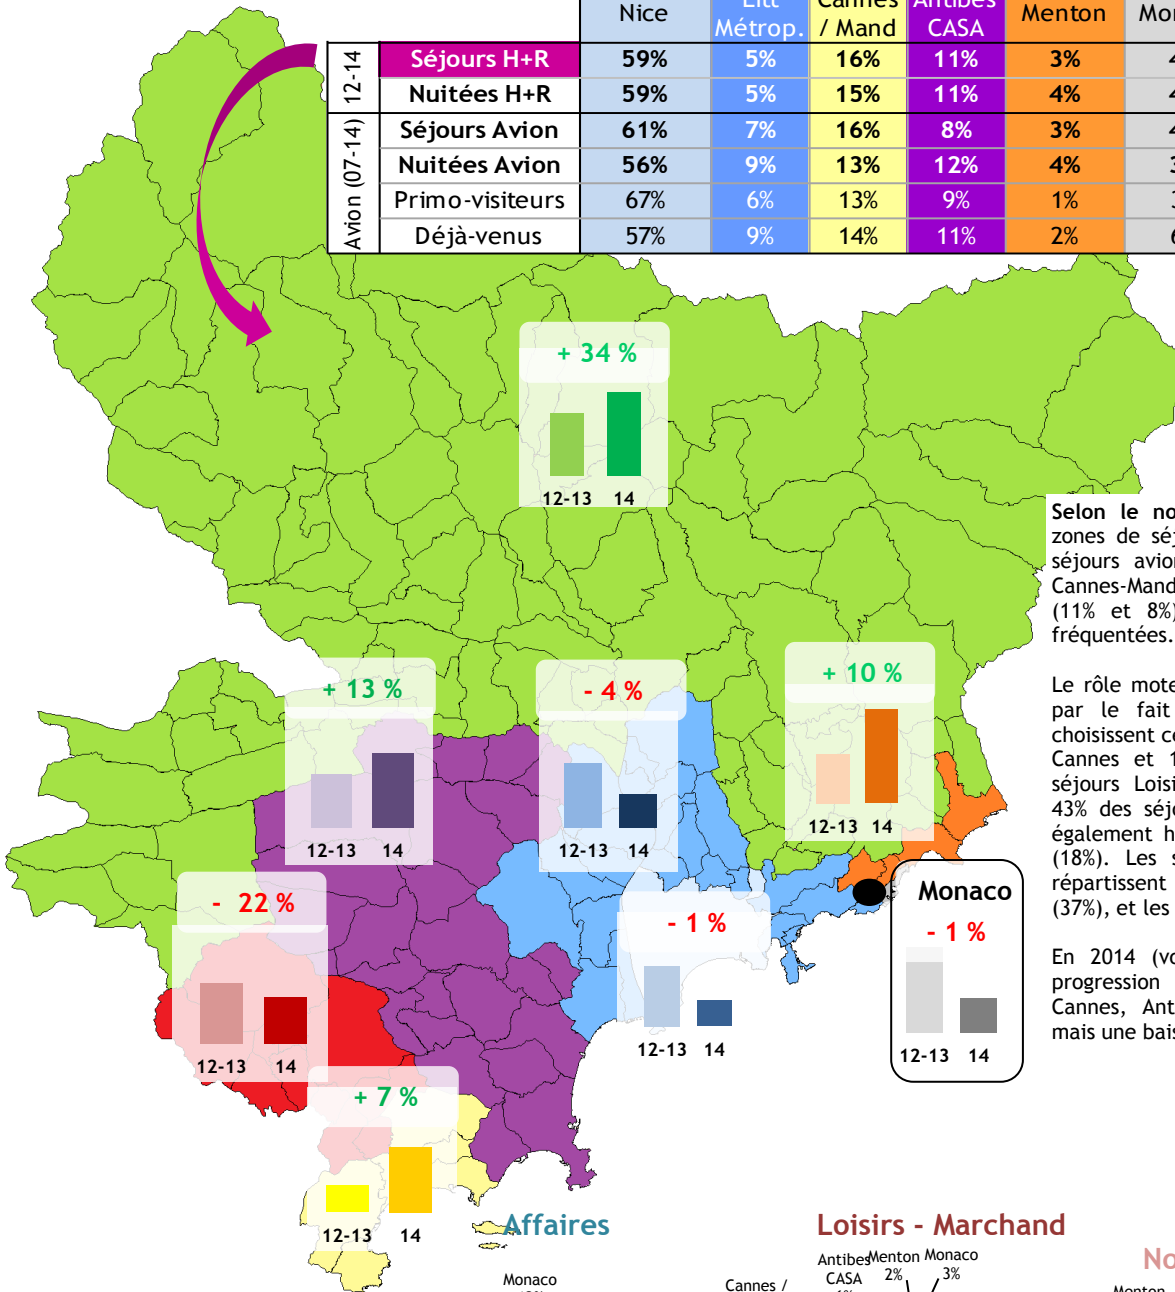 Nice Métrop. Cannes / Mand Antibes CASA Menton
12-14
Séjours H+R 59% 5% 16% 11% 3%
Nuitées H+R 59% 5% 15% 11% 4%
Avion (07-14)
Séjours Avion 61% 7% 16% 8% 3%
Nuitées Avion 56% 9% 13% 12% 4%
Primo-visiteurs 67% 6% 13% 9% 1%
Déjà-venus 57% 9% 14% 11% 2%
+ 34 %
12-13 14
Selon le
zones de
séjours
Cannes-Mand
(11% et 8%)
fréquentées.
+ 13 %
12-13 14
- 4 %
12-13 14
+ 10 %
12-13 14
Le rôle
par le fait
choisissent
Cannes et
séjours
43% des
également
(18%). Les
répartissent
(37%), et les
- 22 %
12-13 14
- 1 %
12-13 14
Monaco
- 1 %
12-13 14
En 2014
progression
Cannes,
mais une
+ 7 %
12-13 14
Affaires
Monaco
Loisirs - Marchand
Cannes /
Antibes CASA
Menton 2%
Monaco 3%